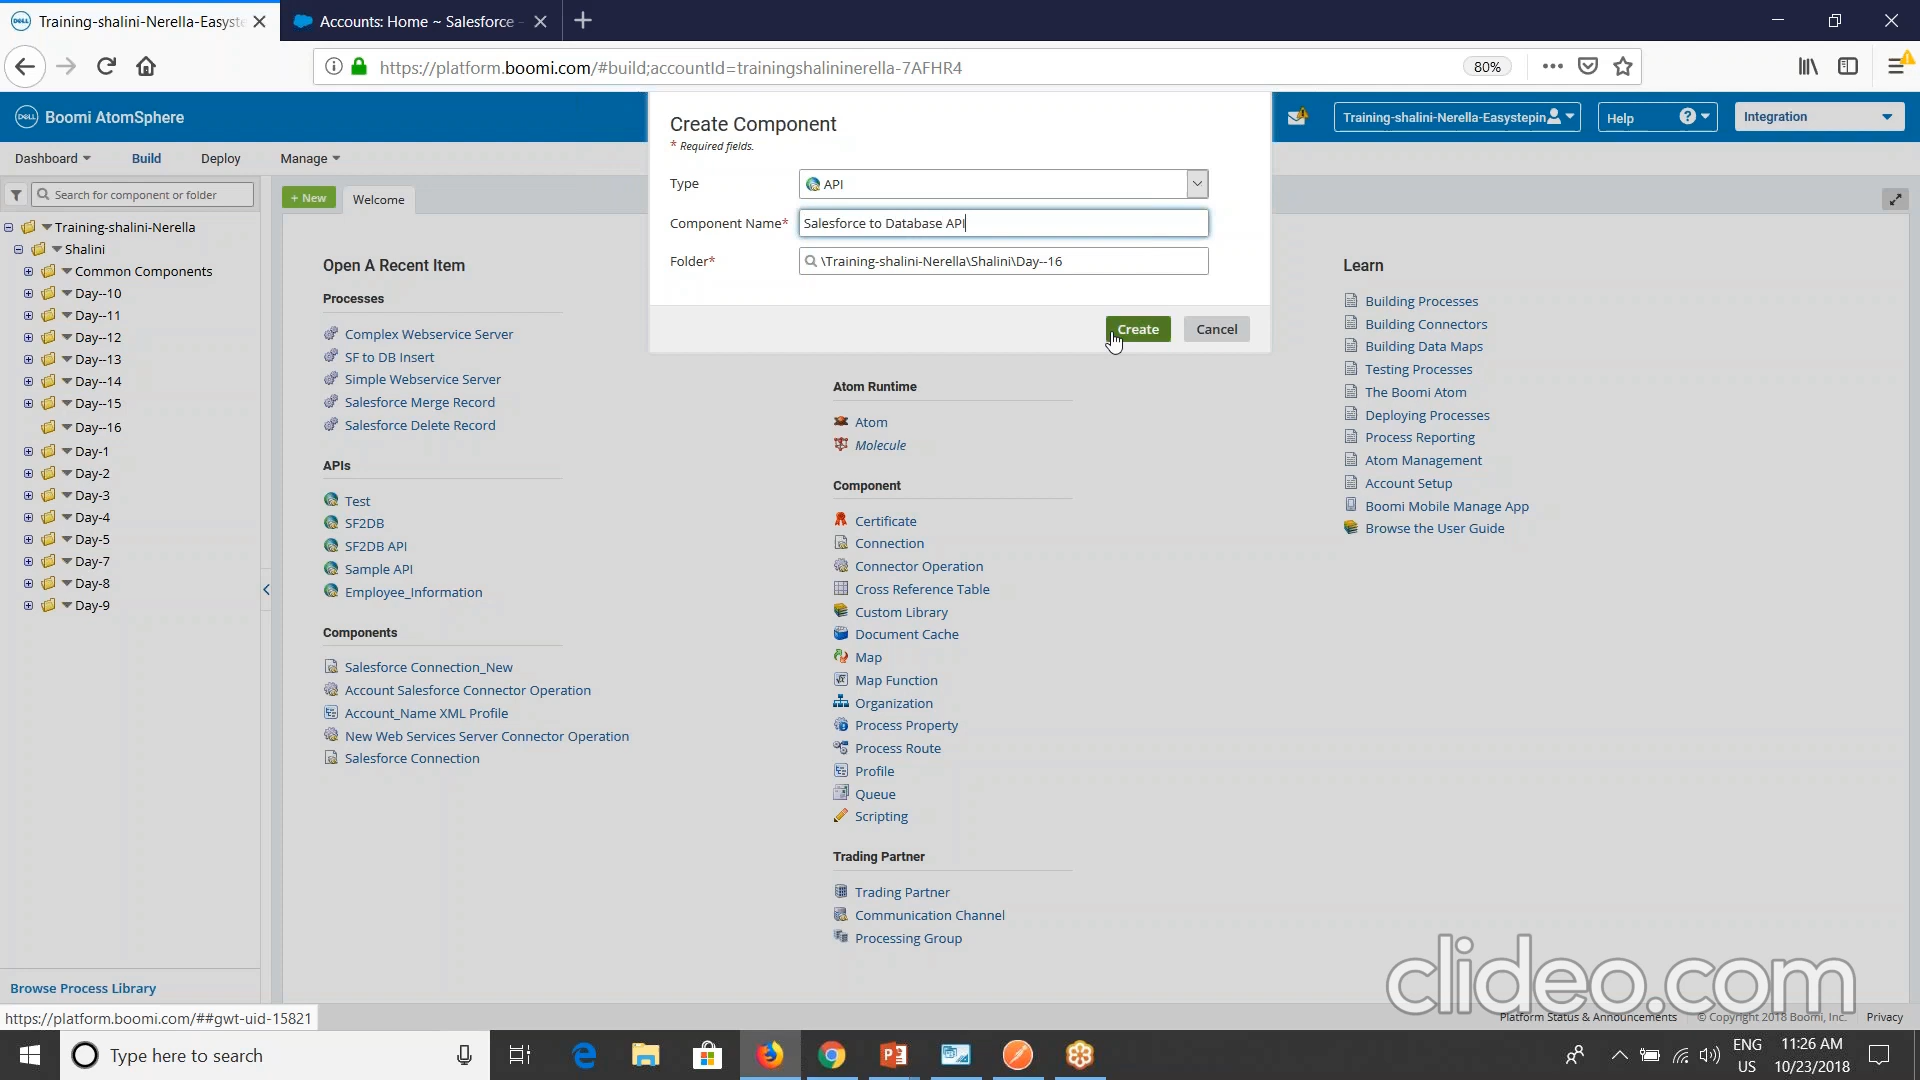 Training-shalini-Nerella-Easyste
Accounts: Home ~ Salesforce -
https://platform.boomi.com/#build;accountId=trainingshalininerella-7AFHR4
80%
DELL Boomi AtomSphere
Training-shalini-Nerella-Easystepin
Help
Integration
Dashboard
Build
Deploy
Manage
Search for component or folder
+ New
Welcome
Training-shalini-Nerella
Shalini
Common Components
Day--10
Day--11
Day--12
Day--13
Day--14
Day--15
Day--16
Day-1
Day-2
Day-3
Day-4
Day-5
Day-7
Day-8
Day-9
Browse Process Library
https://platform.boomi.com/##gwt-uid-15821
Create Component
* Required fields.
Type
API
Component Name*
Salesforce to Database API
Folder*
\Training-shalini-Nerella\Shalini\Day--16
Create
Cancel
Open A Recent Item
Processes
Complex Webservice Server
SF to DB Insert
Simple Webservice Server
Salesforce Merge Record
Salesforce Delete Record
APIs
Test
SF2DB
SF2DB API
Sample API
Employee_Information
Components
Salesforce Connection_New
Account Salesforce Connector Operation
Account_Name XML Profile
New Web Services Server Connector Operation
Salesforce Connection
Atom Runtime
Atom
Molecule
Component
Certificate
Connection
Connector Operation
Cross Reference Table
Custom Library
Document Cache
Map
Map Function
Organization
Process Property
Process Route
Profile
Queue
Scripting
Trading Partner
Trading Partner
Communication Channel
Processing Group
Learn
Building Processes
Building Connectors
Building Data Maps
Testing Processes
The Boomi Atom
Deploying Processes
Process Reporting
Atom Management
Account Setup
Boomi Mobile Manage App
Browse the User Guide
clideo.com
Platform Status & Announcements
© Copyright 2018 Boomi, Inc.
Privacy
Type here to search
ENG
US
11:26 AM
10/23/2018